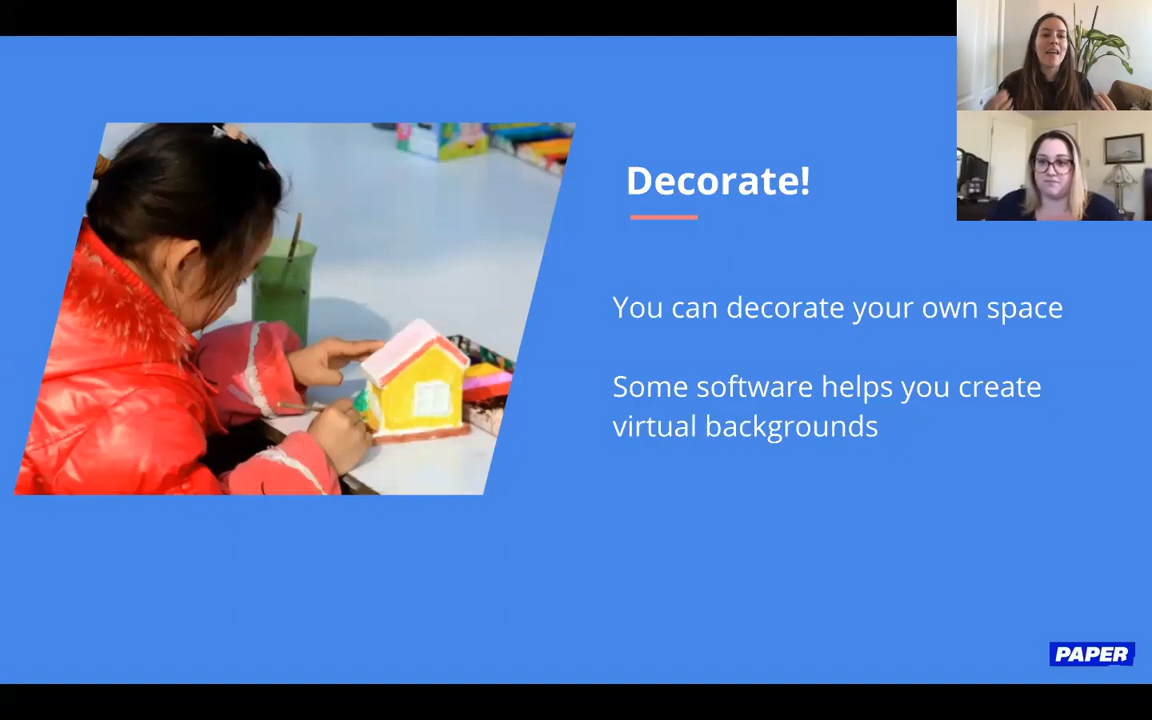 Decorate!
You can decorate your own space
Some software helps you create
virtual backgrounds
PAPER